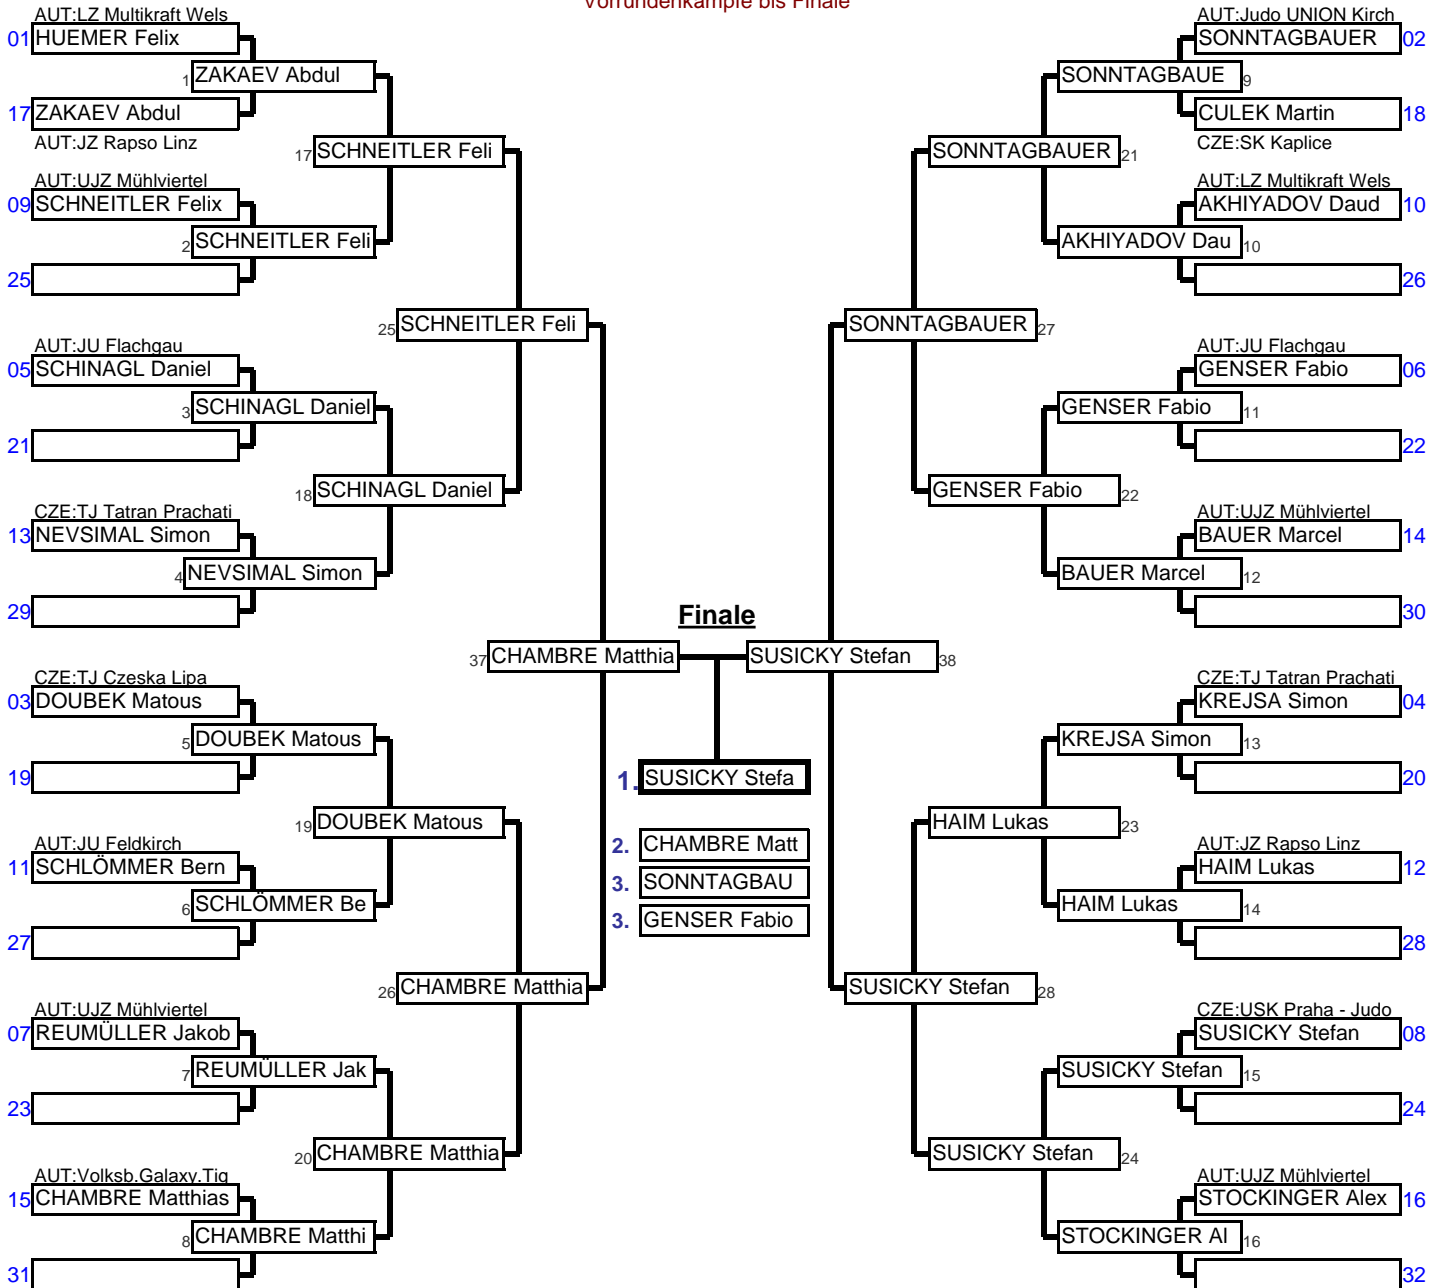 Vorrundenkämpfe bis Finale
AUT:LZ Multikraft Wels
01 HUEMER Felix
1 ZAKAEV Abdul
17 ZAKAEV Abdul
AUT:JZ Rapso Linz
17 SCHNEITLER Feli
AUT:UJZ Mühlviertel
09 SCHNEITLER Felix
2 SCHNEITLER Feli
25
25 SCHNEITLER Feli
AUT:JU Flachgau
05 SCHINAGL Daniel
3 SCHINAGL Daniel
21
18 SCHINAGL Daniel
CZE:TJ Tatran Prachati
13 NEVSIMAL Simon
4 NEVSIMAL Simon
29
37 CHAMBRE Matthia
CZE:TJ Czeska Lipa
03 DOUBEK Matous
5 DOUBEK Matous
19
19 DOUBEK Matous
AUT:JU Feldkirch
11 SCHLÖMMER Bern
6 SCHLÖMMER Be
27
26 CHAMBRE Matthia
AUT:UJZ Mühlviertel
07 REUMÜLLER Jakob
7 REUMÜLLER Jak
23
20 CHAMBRE Matthia
AUT:Volksb.Galaxy.Tig
15 CHAMBRE Matthias
8 CHAMBRE Matthi
31
Finale
1. SUSICKY Stefa
2. CHAMBRE Matt
3. SONNTAGBAU
3. GENSER Fabio
AUT:Judo UNION Kirch
SONNTAGBAUER 02
SONNTAGBAUE 9
CULEK Martin 18
CZE:SK Kaplice
SONNTAGBAUER 21
AUT:LZ Multikraft Wels
AKHIYADOV Daud 10
AKHIYADOV Dau 10
26
SONNTAGBAUER 27
AUT:JU Flachgau
GENSER Fabio 06
GENSER Fabio 11
22
GENSER Fabio 22
AUT:UJZ Mühlviertel
BAUER Marcel 14
BAUER Marcel 12
30
SUSICKY Stefan 38
CZE:TJ Tatran Prachati
KREJSA Simon 04
KREJSA Simon 13
20
HAIM Lukas 23
AUT:JZ Rapso Linz
HAIM Lukas 12
HAIM Lukas 14
28
SUSICKY Stefan 28
CZE:USK Praha - Judo
SUSICKY Stefan 08
SUSICKY Stefan 15
24
SUSICKY Stefan 24
AUT:UJZ Mühlviertel
STOCKINGER Alex 16
STOCKINGER Al 16
32